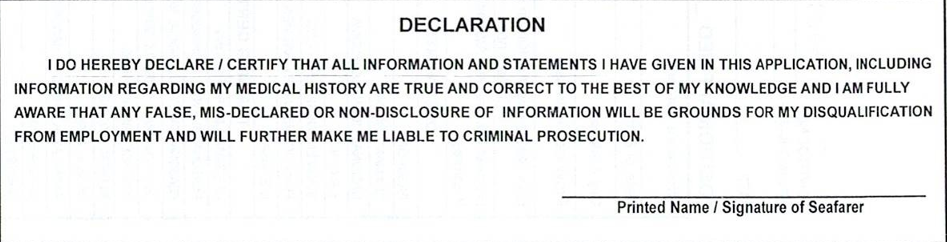 DECLARATION
I DO HEREBY DECLARE / CERTIFY THAT ALL INFORMATION AND STATEMENTS I HAVE GIVEN IN THIS APPLICATION, INCLUDING
INFORMATION REGARDING MY MEDICAL HISTORY ARE TRUE AND CORRECT TO THE BEST OF MY KNOWLEDGE AND I AM FULLY
AWARE THAT ANY FALSE, MIS-DECLARED OR NON-DISCLOSURE OF INFORMATION WILL BE GROUNDS FOR MY DISQUALIFICATION
FROM EMPLOYMENT AND WILL FURTHER MAKE ME LIABLE TO CRIMINAL PROSECUTION.
Printed Name / Signature of Seafarer